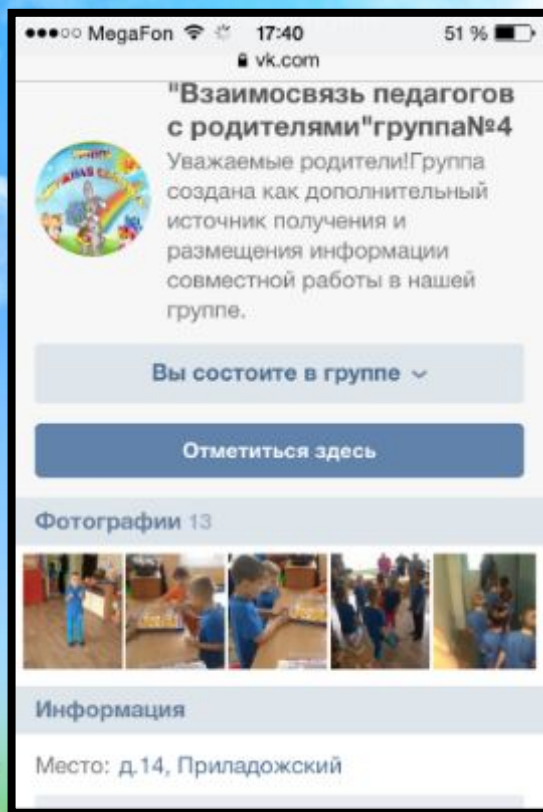 MegaFon 17:40 51 %
vk.com
"Взаимосвязь педагогов
с родителями"группа№4
Уважаемые родители!Группа
создана как дополнительный
источник получения и
размещения информации
совместной работы в нашей
группе.
Вы состоите в группе
Отметиться здесь
Фотографии 13
Информация
Место: д.14, Приладожский